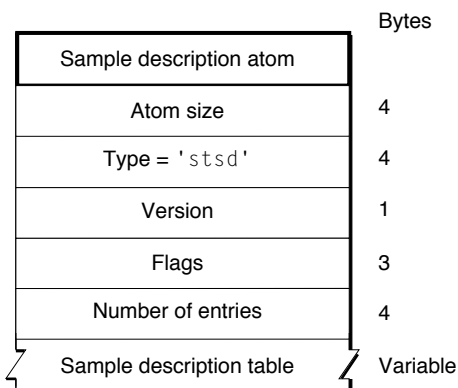 Bytes
Sample description atom
Atom size 4
Type = 'stsd' 4
Version 1
Flags 3
Number of entries 4
Sample description table Variable